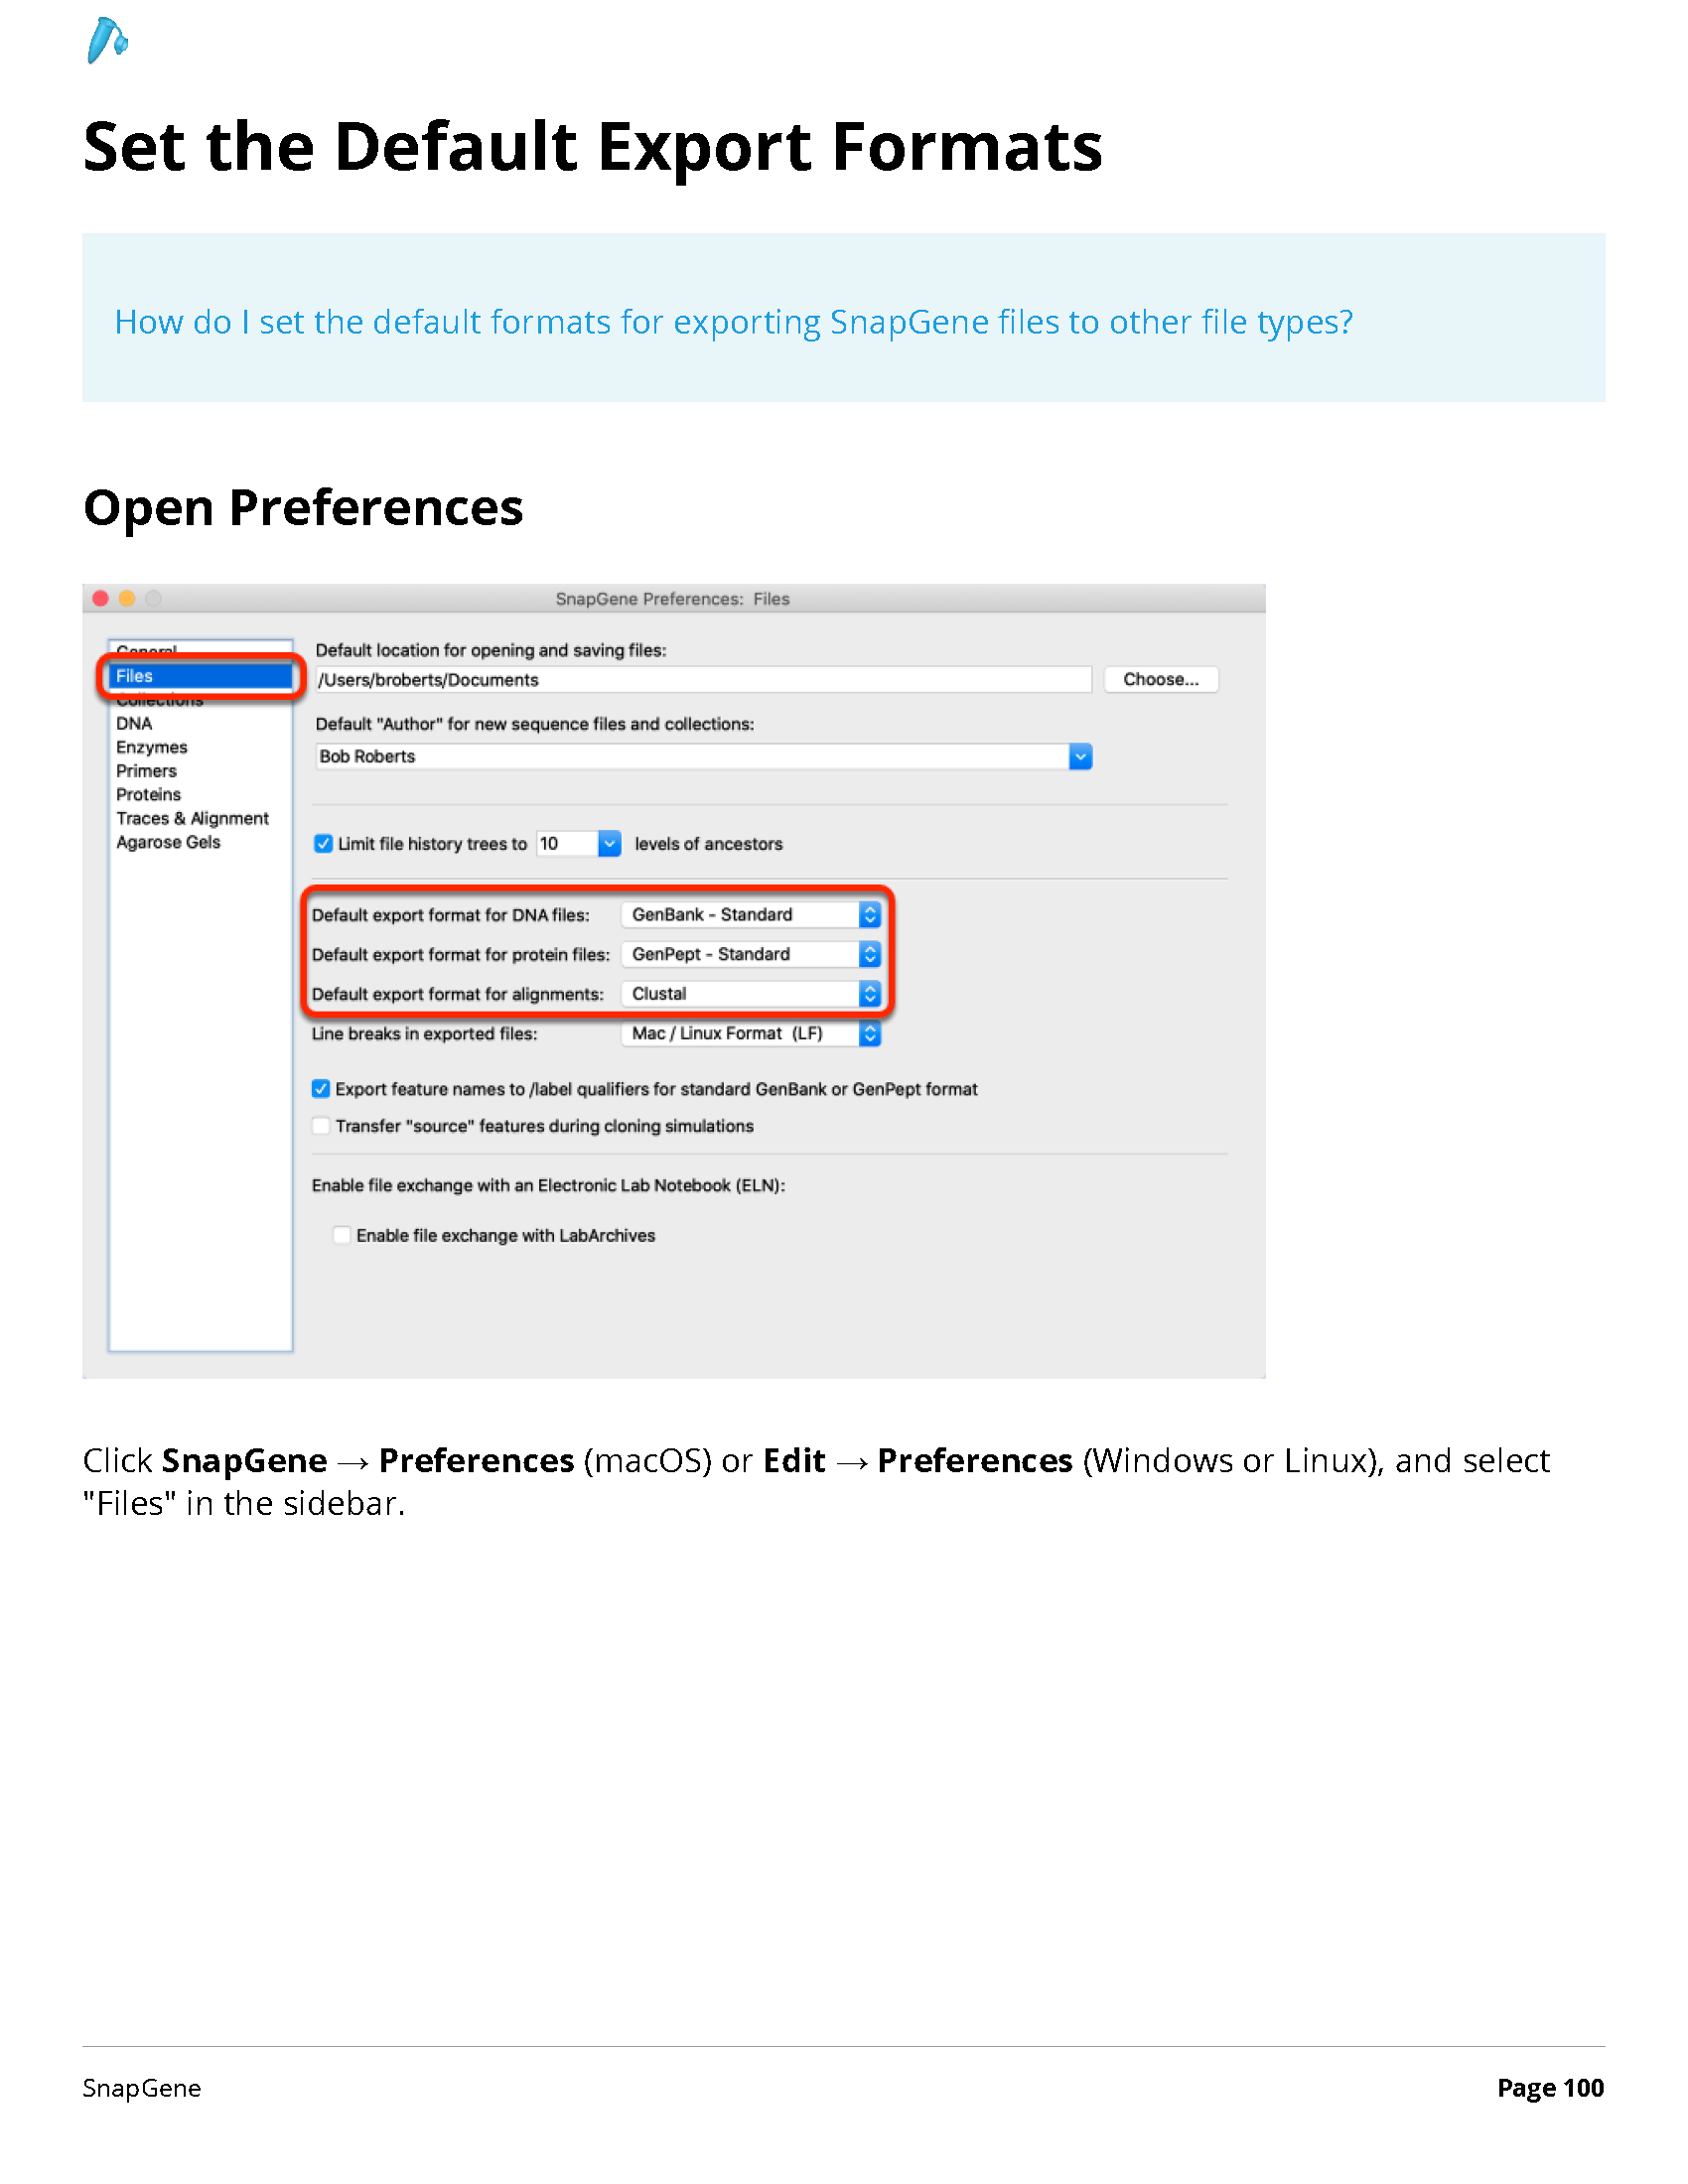 Set the Default Export Formats
How do I set the default formats for exporting SnapGene files to other file types?
Open Preferences
SnapGene Preferences: Files
General
Files
Collections
DNA
Enzymes
Primers
Proteins
Traces & Alignment
Agarose Gels
Default location for opening and saving files:
/Users/broberts/Documents
Choose...
Default "Author" for new sequence files and collections:
Bob Roberts
Limit file history trees to 10 levels of ancestors
Default export format for DNA files: GenBank - Standard
Default export format for protein files: GenPept - Standard
Default export format for alignments: Clustal
Line breaks in exported files: Mac / Linux Format (LF)
Export feature names to /label qualifiers for standard GenBank or GenPept format
Transfer "source" features during cloning simulations
Enable file exchange with an Electronic Lab Notebook (ELN):
Enable file exchange with LabArchives
Click SnapGene → Preferences (macOS) or Edit → Preferences (Windows or Linux), and select
"Files" in the sidebar.
SnapGene
Page 100